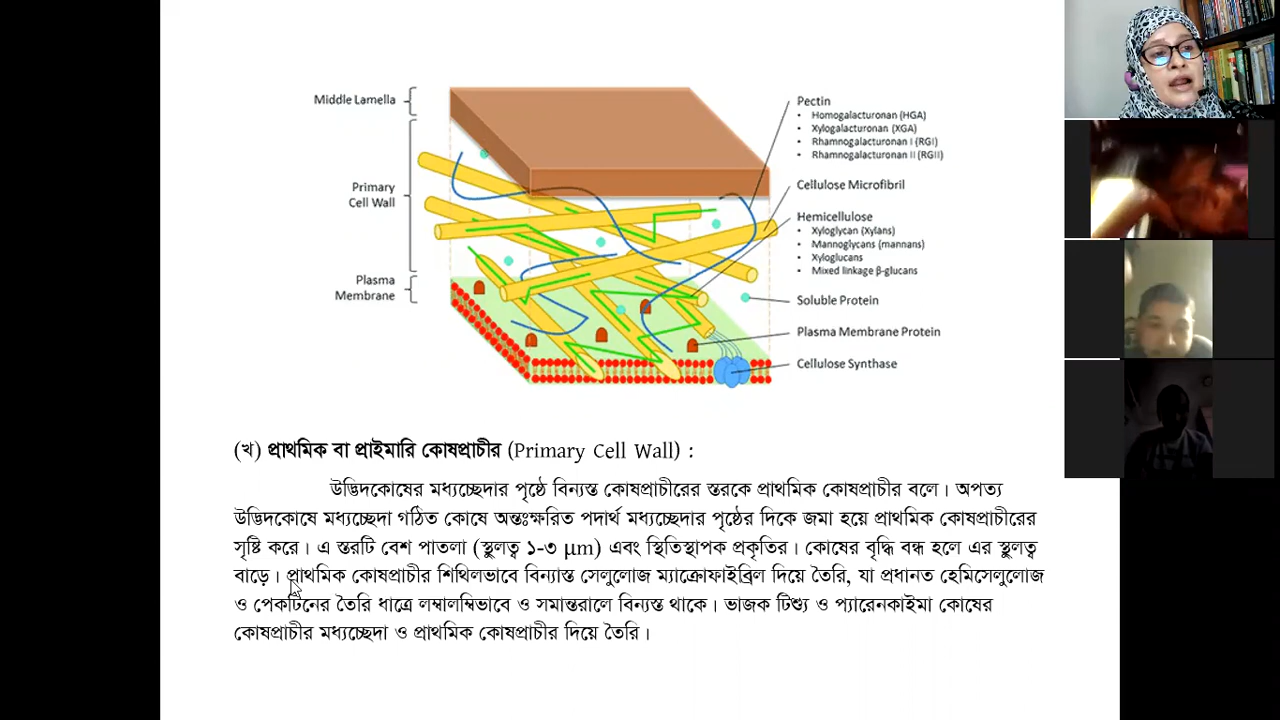 Middle Lamella
Primary
Cell Wall
Plasma
Membrane
Pectin
• Homogalacturonan (HGA)
• Xylogalacturonan (XGA)
• Rhamnogalacturonan I (RGI)
• Rhamnogalacturonan II (RGII)
Cellulose Microfibril
Hemicellulose
• Xyloglycan (Xylans)
• Mannoglycans (mannans)
• Xyloglucans
• Mixed linkage β-glucans
Soluble Protein
Plasma Membrane Protein
Cellulose Synthase
(খ) প্রাথমিক বা প্রাইমারি কোষপ্রাচীর (Primary Cell Wall) :
উদ্ভিদকোষের মধ্যচ্ছেদার পৃষ্ঠে বিন্যস্ত কোষপ্রাচীরের স্তরকে প্রাথমিক কোষপ্রাচীর বলে। অপত্য
উদ্ভিদকোষে মধ্যচ্ছেদা গঠিত কোষে অন্তঃক্ষরিত পদার্থ মধ্যচ্ছেদার পৃষ্ঠের দিকে জমা হয়ে প্রাথমিক কোষপ্রাচীরের
সৃষ্টি করে। এ স্তরটি বেশ পাতলা (স্থুলত্ব ১-৩ µm) এবং স্থিতিস্থাপক প্রকৃতির। কোষের বৃদ্ধি বন্ধ হলে এর স্থুলত্ব
বাড়ে। প্রাথমিক কোষপ্রাচীর শিথিলভাবে বিন্যাস্ত সেলুলোজ ম্যাক্রোফাইব্রিল দিয়ে তৈরি, যা প্রধানত হেমিসেলুলোজ
ও পেকটিনের তৈরি ধাত্রে লম্বালম্বিভাবে ও সমান্তরালে বিন্যস্ত থাকে। ভাজক টিশ্যু ও প্যারেনকাইমা কোষের
কোষপ্রাচীর মধ্যচ্ছেদা ও প্রাথমিক কোষপ্রাচীর দিয়ে তৈরি।